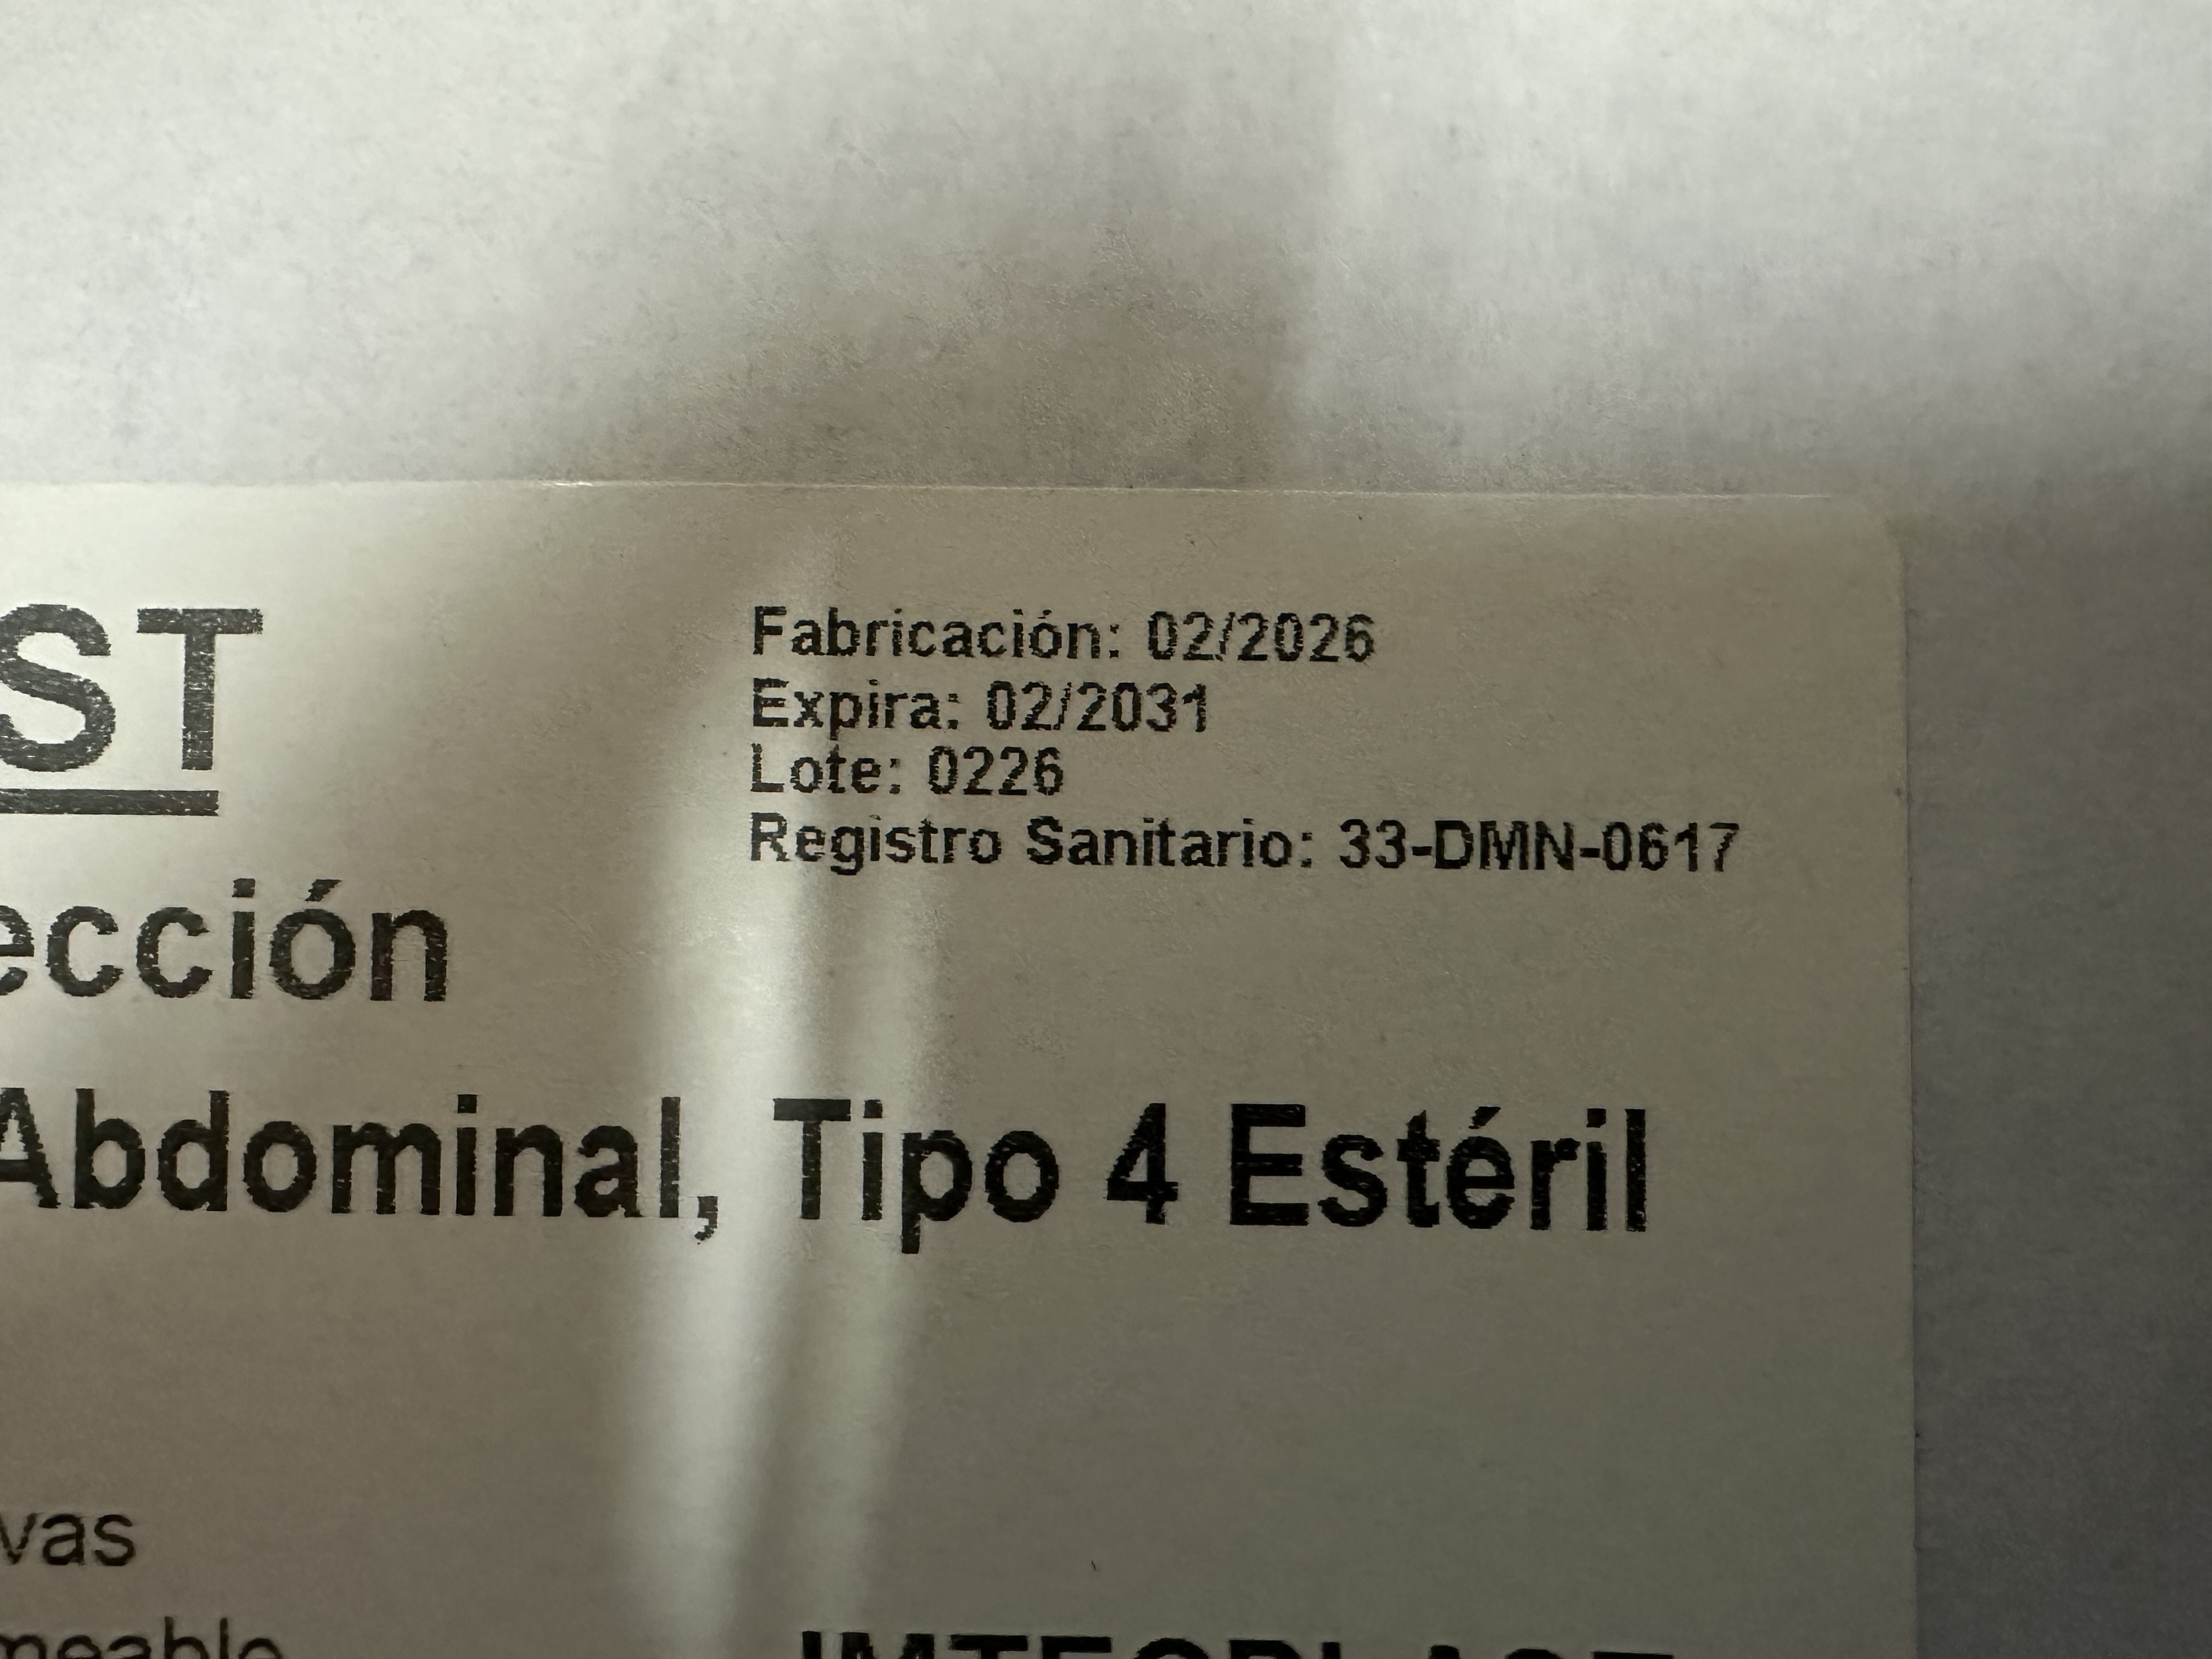 ST
Fabricación: 02/2026
Expira: 02/2031
Lote: 0226
Registro Sanitario: 33-DMN-0617
ección
Abdominal, Tipo 4 Estéril
vas
meable